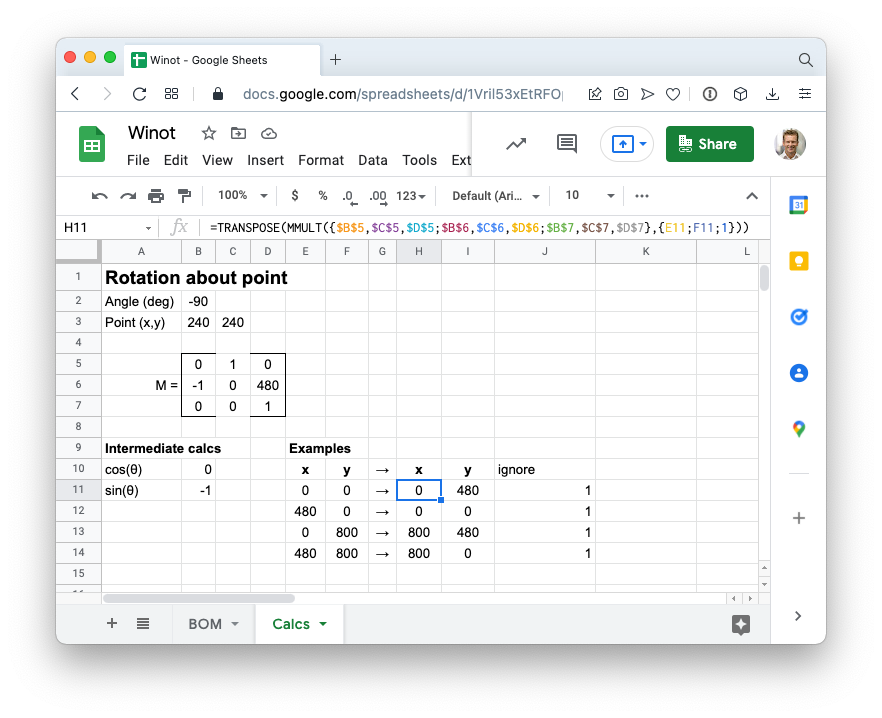 Winot - Google Sheets
docs.google.com/spreadsheets/d/1Vril53xEtRFO
Winot
File Edit View Insert Format Data Tools Ext
Share
100% $ % .0 .00 123 Default (Ari... 10 ...
31
H11 fx =TRANSPOSE(MMULT({$B$5,$C$5,$D$5;$B$6,$C$6,$D$6;$B$7,$C$7,$D$7},{E11;F11;1}))
A B C D E F G H I J K L
1 Rotation about point
2 Angle (deg) -90
3 Point (x,y) 240 240
4
5 0 1 0
6 M = -1 0 480
7 0 0 1
8
9 Intermediate calcs Examples
10 cos(θ) 0 x y → x y ignore
11 sin(θ) -1 0 0 → 0 480 1
12 480 0 → 0 0 1
13 0 800 → 800 480 1
14 480 800 → 800 0 1
15
BOM Calcs